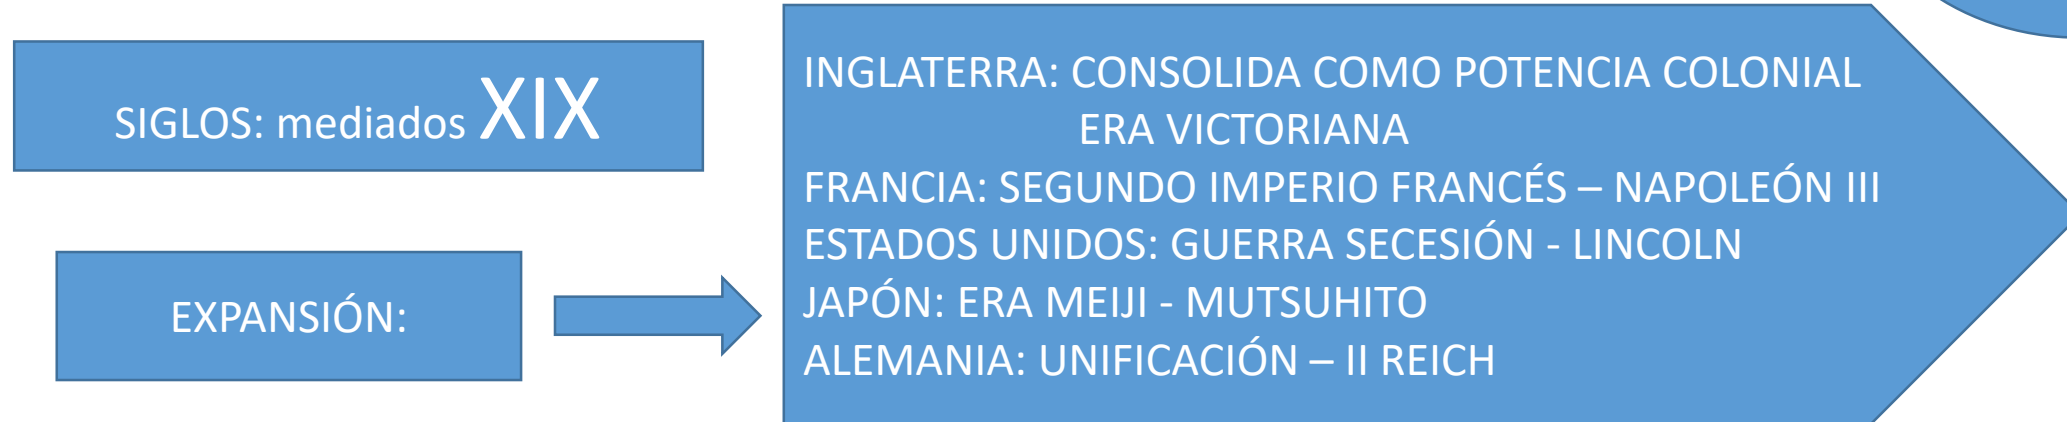 SIGLOS: mediados XIX
EXPANSIÓN:
INGLATERRA: CONSOLIDA COMO POTENCIA COLONIAL
ERA VICTORIANA
FRANCIA: SEGUNDO IMPERIO FRANCÉS – NAPOLEÓN III
ESTADOS UNIDOS: GUERRA SECESIÓN - LINCOLN
JAPÓN: ERA MEIJI - MUTSUHITO
ALEMANIA: UNIFICACIÓN – II REICH